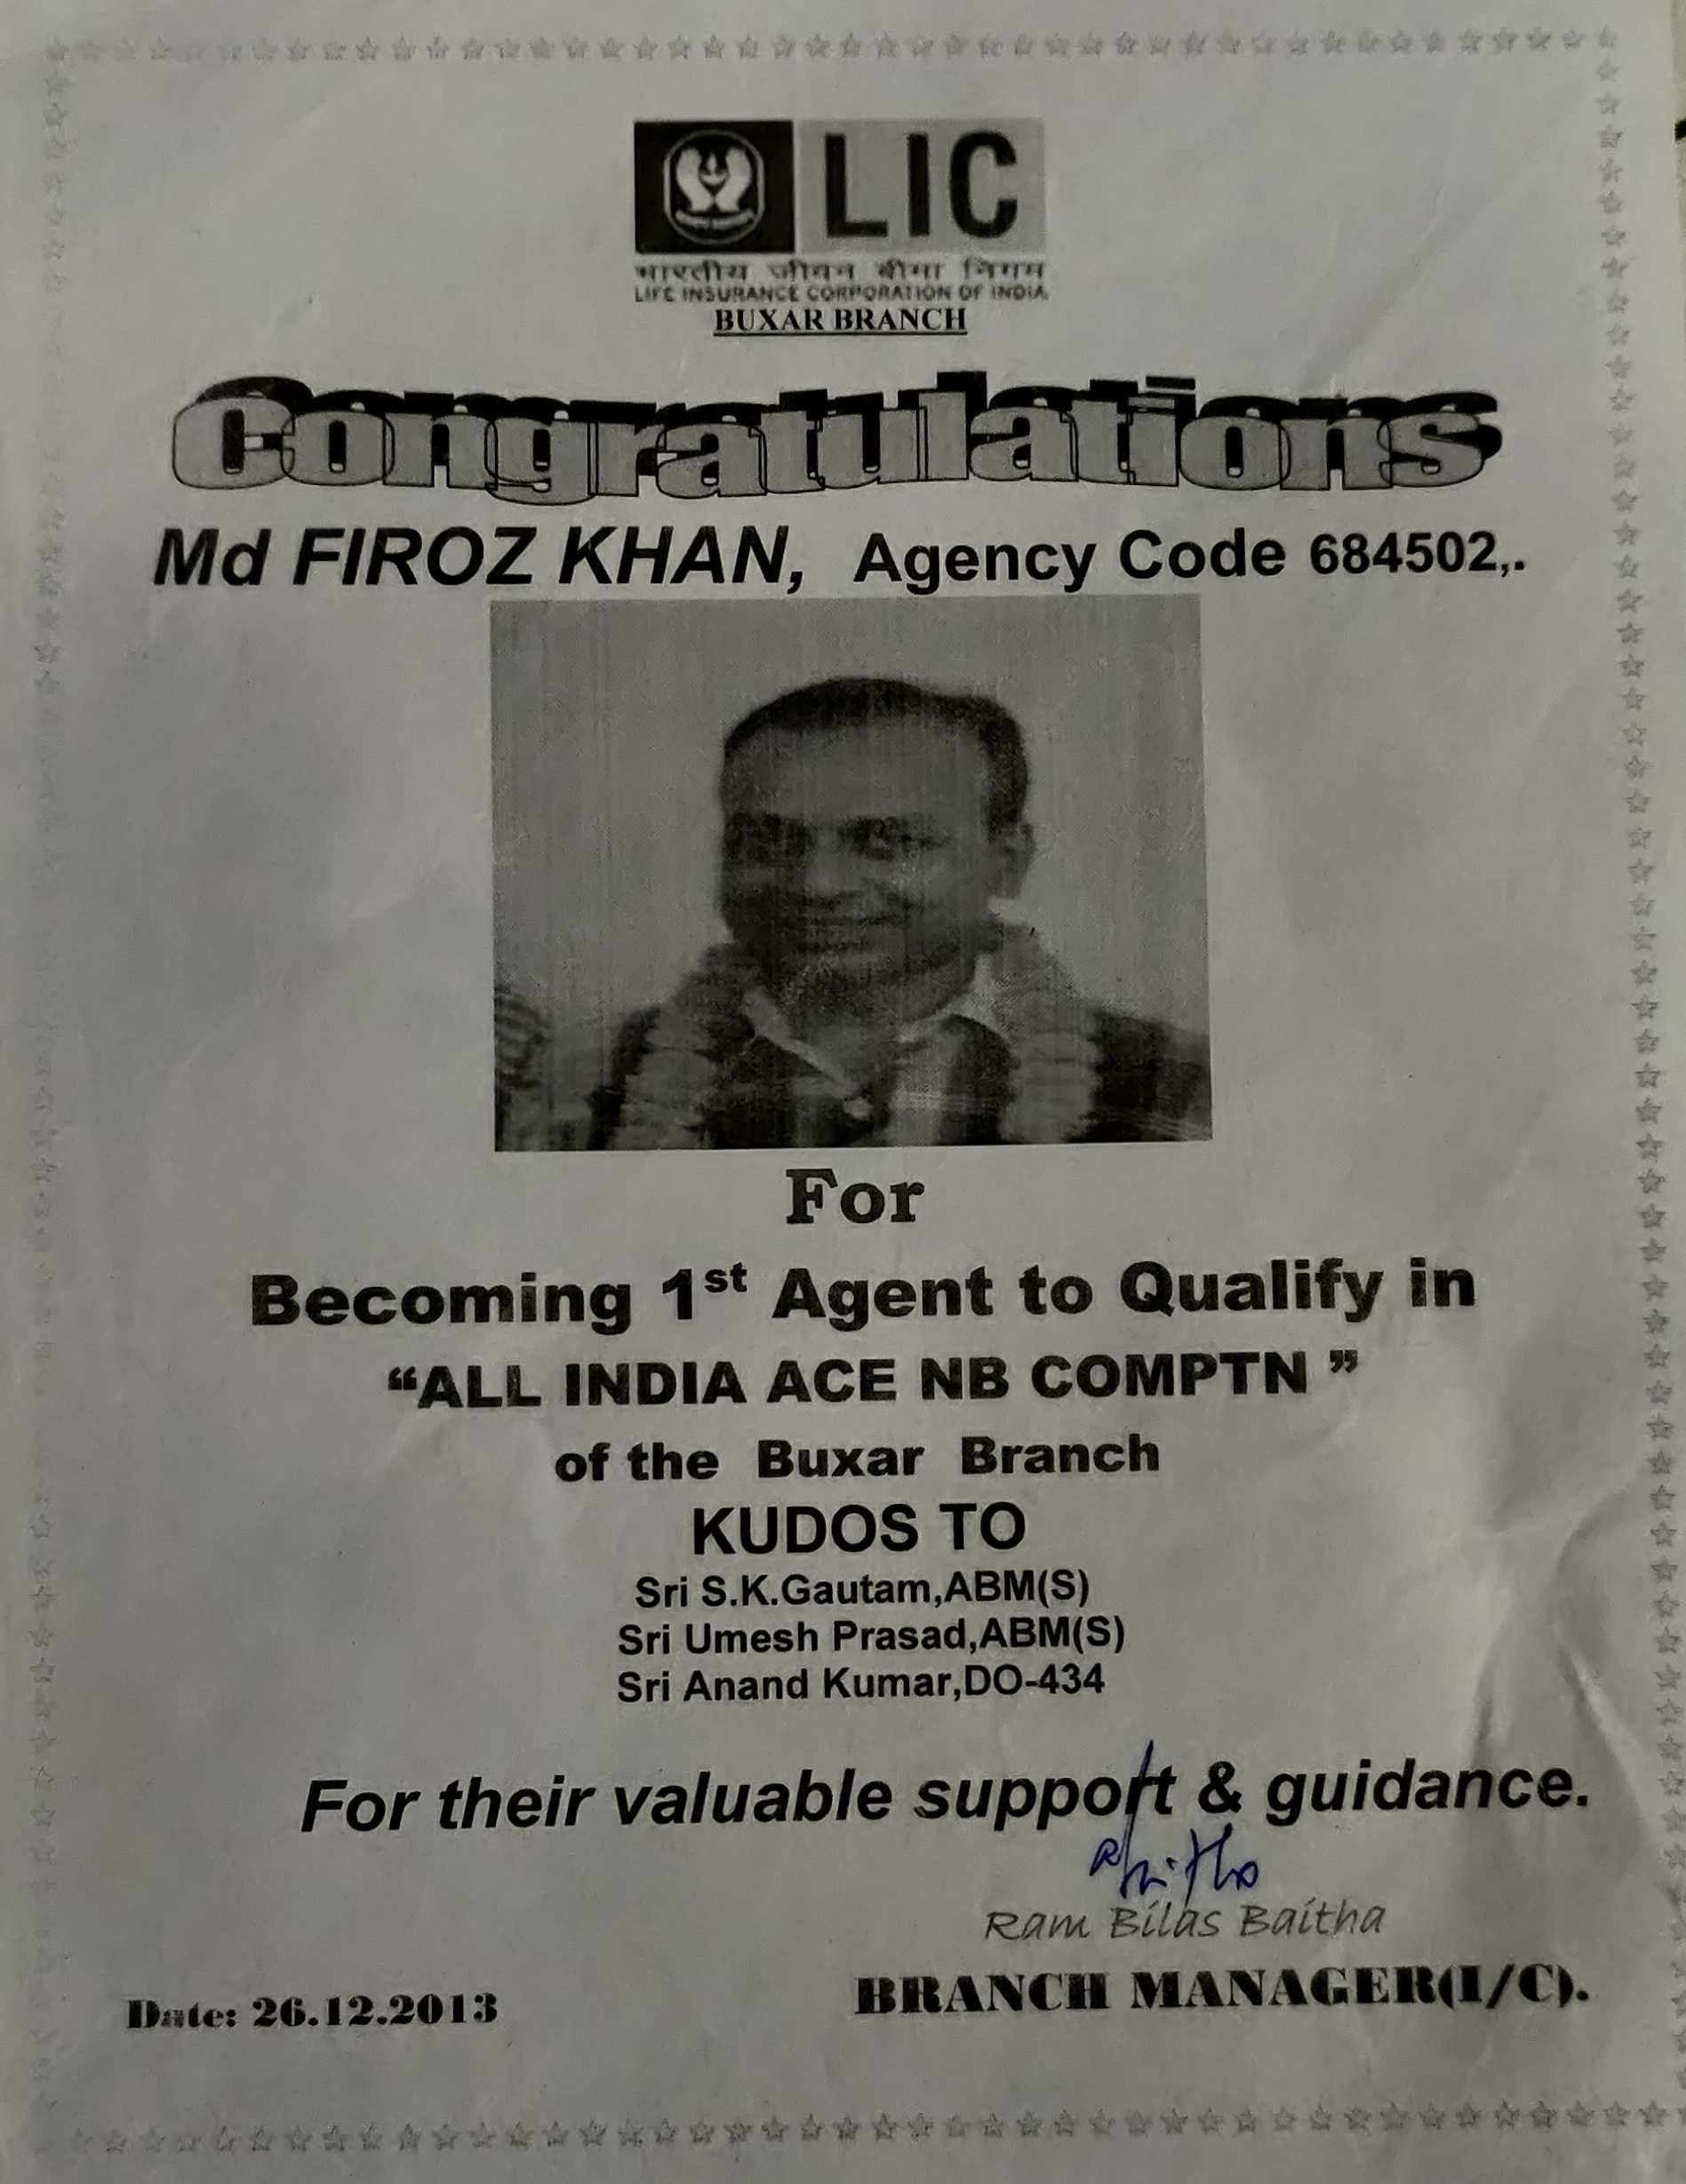 LIC
भारतीय जीवन बीमा निगम
LIFE INSURANCE CORPORATION OF INDIA
BUXAR BRANCH
Congratulations
Md FIROZ KHAN, Agency Code 684502,.
For
Becoming 1st Agent to Qualify in
“ALL INDIA ACE NB COMPTN ”
of the Buxar Branch
KUDOS TO
Sri S.K.Gautam,ABM(S)
Sri Umesh Prasad,ABM(S)
Sri Anand Kumar,DO-434
For their valuable support & guidance.
Ram Bilas Baitha
BRANCH MANAGER(I/C).
Date: 26.12.2013